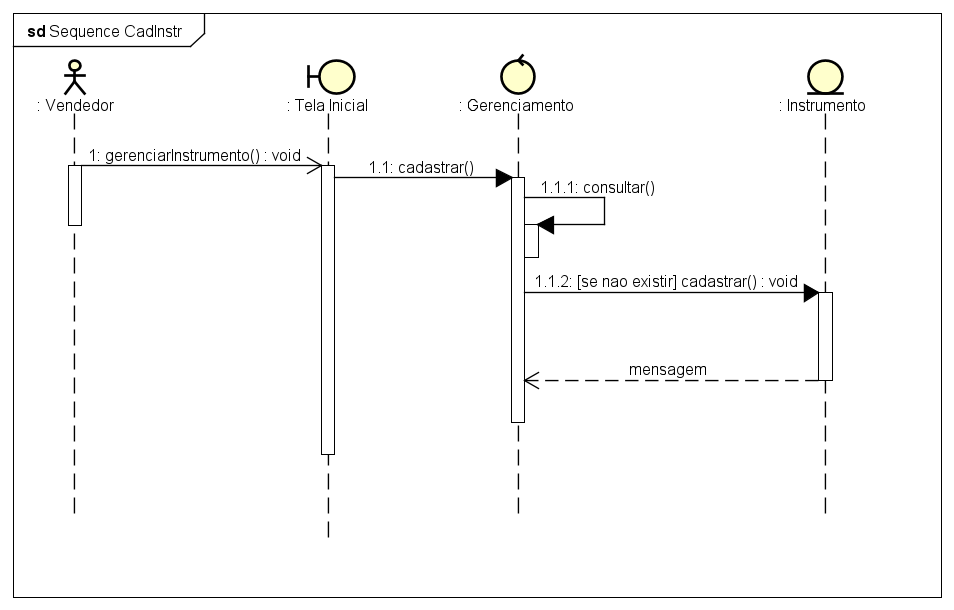 sd Sequence CadInstr
: Vendedor
: Tela Inicial
: Gerenciamento
: Instrumento
1: gerenciarInstrumento() : void
1.1: cadastrar()
1.1.1: consultar()
1.1.2: [se nao existir] cadastrar() : void
mensagem